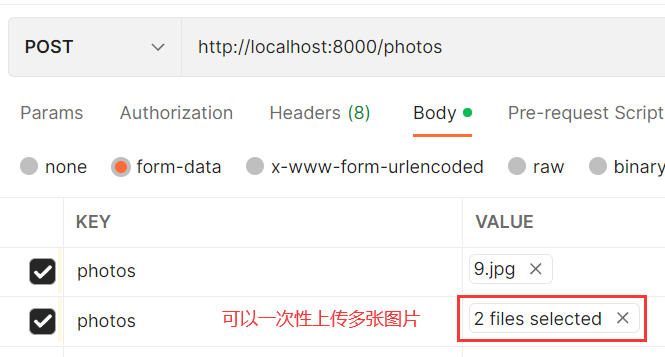 POST http://localhost:8000/photos
Params Authorization Headers (8) Body Pre-request Script
none form-data x-www-form-urlencoded raw binary
KEY VALUE
photos 9.jpg
photos 可以一次性上传多张图片 2 files selected